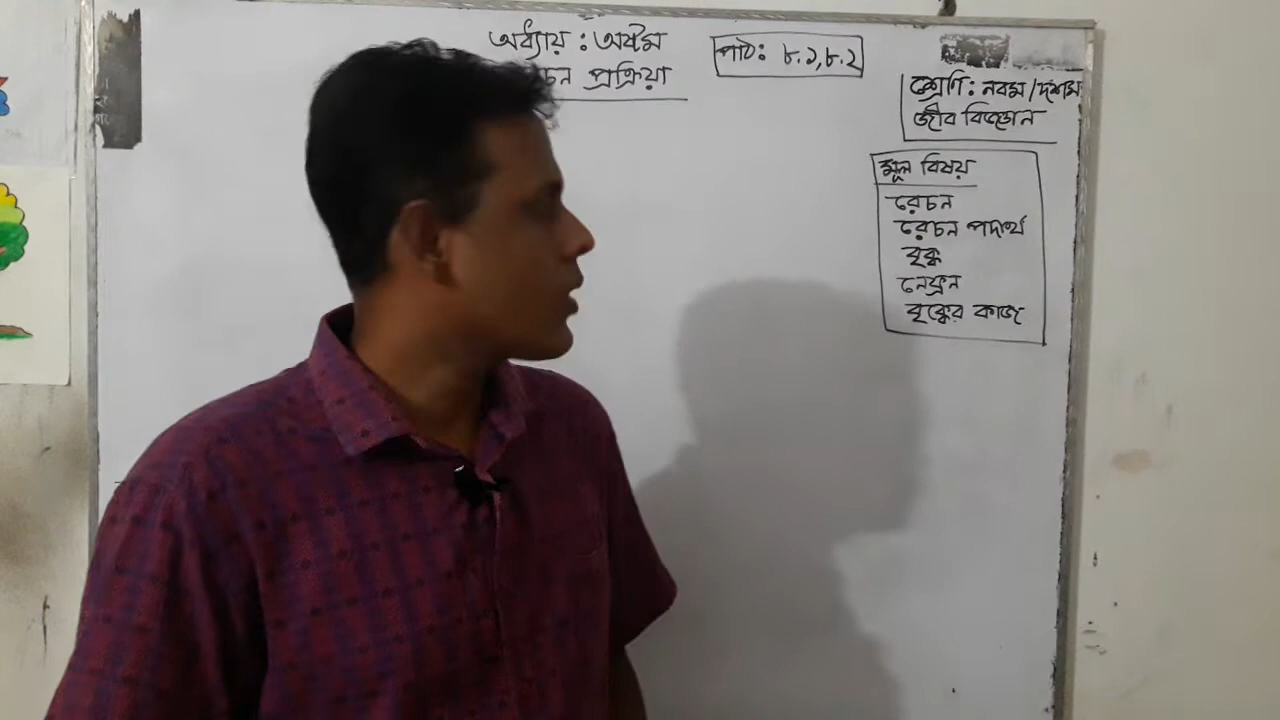 অধ্যায় : অষ্টম
চন প্রক্রিয়া
পাঠঃ ৮.১,৮.২
শ্রেণি : নবম/দশম
জীব বিজ্ঞান
মূল বিষয়
রেচন
রেচন পদার্থ
বৃক্ক
নেফ্রন
বৃক্কের কাজ